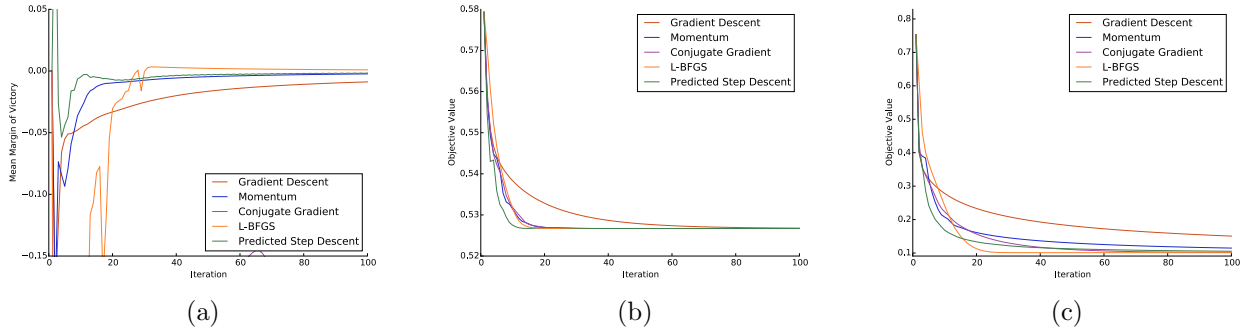 0.05
0.00
−0.05
−0.10
−0.15
0
20
40
60
80
100
Mean Margin of Victory
Iteration
Gradient Descent
Momentum
Conjugate Gradient
L-BFGS
Predicted Step Descent
(a)
0.58
0.57
0.56
0.55
0.54
0.53
0.52
0
20
40
60
80
100
Objective Value
Iteration
Gradient Descent
Momentum
Conjugate Gradient
L-BFGS
Predicted Step Descent
(b)
0.8
0.7
0.6
0.5
0.4
0.3
0.2
0.1
0
20
40
60
80
100
Objective Value
Iteration
Gradient Descent
Momentum
Conjugate Gradient
L-BFGS
Predicted Step Descent
(c)